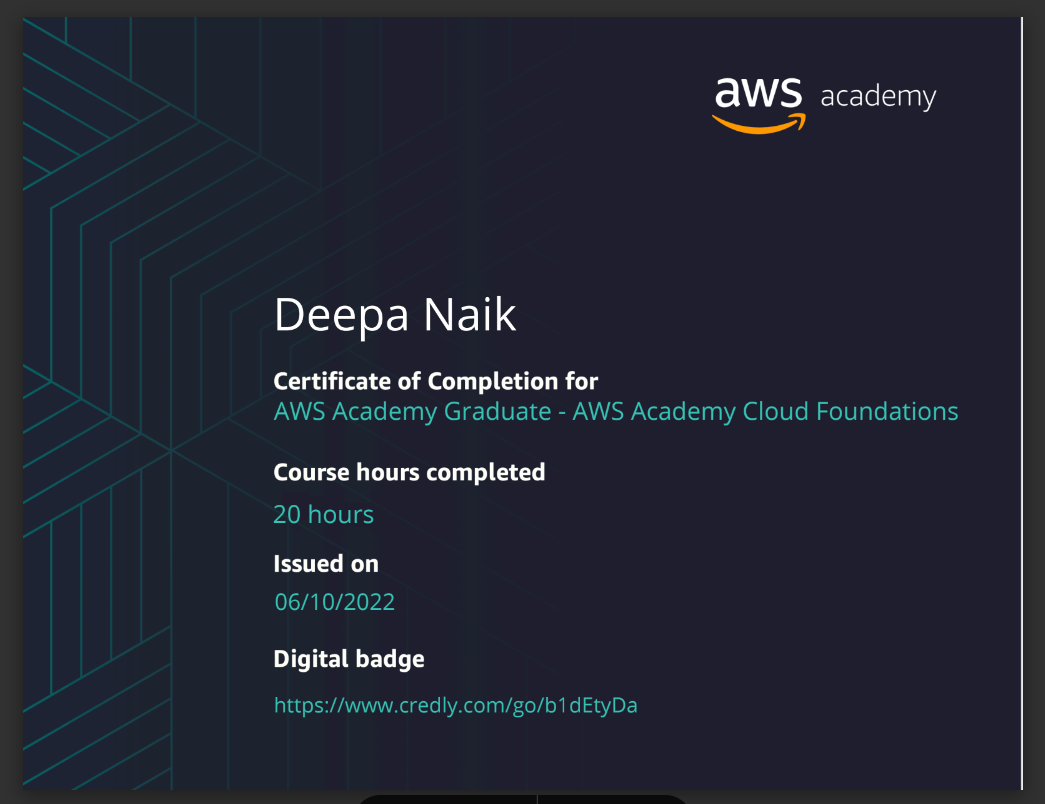 aws academy
Deepa Naik
Certificate of Completion for
AWS Academy Graduate - AWS Academy Cloud Foundations
Course hours completed
20 hours
Issued on
06/10/2022
Digital badge
https://www.credly.com/go/b1dEtyDa